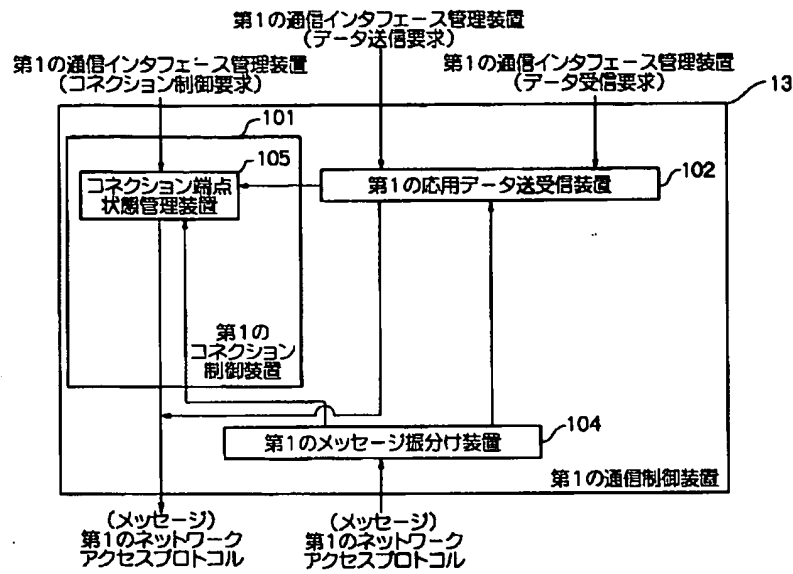 第1の通信インタフェース管理装置
(データ送信要求)
第1の通信インタフェース管理装置
(コネクション制御要求)
第1の通信インタフェース管理装置
(データ受信要求)
13
101
105
コネクション端点
状態管理装置
第1の応用データ送受信装置
102
第1の
コネクション
制御装置
第1のメッセージ振分け装置
104
第1の通信制御装置
(メッセージ)
第1のネットワーク
アクセスプロトコル
(メッセージ)
第1のネットワーク
アクセスプロトコル